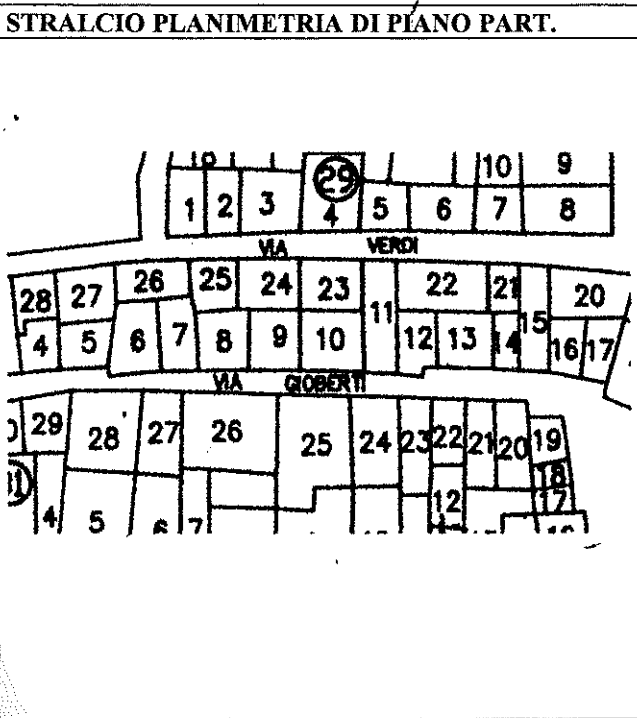 STRALCIO PLANIMETRIA DI PIANO PART.
10 9
29
1 2 3 4 5 6 7 8
VIA VERDI
28 27 26 25 24 23 22 21 20
11 15
4 5 6 7 8 9 10 12 13 14 16 17
VIA GIOBERTI
29 28 27 26 25 24 23 22 21 20 19
18
12 17
4 5 6 7